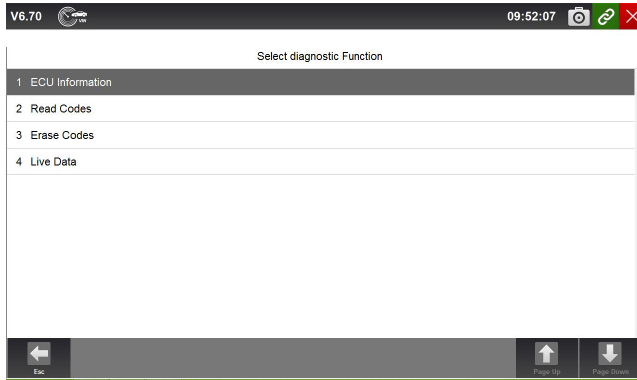 V6.70 VIN 09:52:07
Select diagnostic Function
1 ECU Information
2 Read Codes
3 Erase Codes
4 Live Data
Esc Page Up Page Down